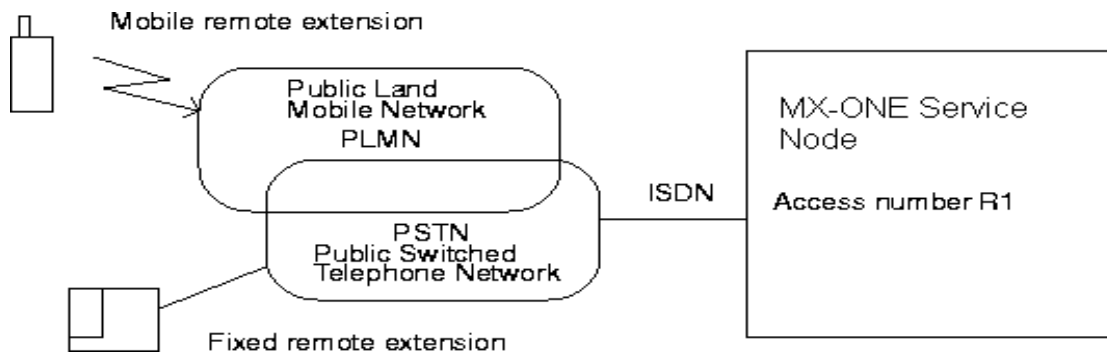 Mobile remote extension
Public Land
Mobile Network
PLMN
MX-ONE Service
Node
ISDN
Access number R1
PSTN
Public Switched
Telephone Network
Fixed remote extension